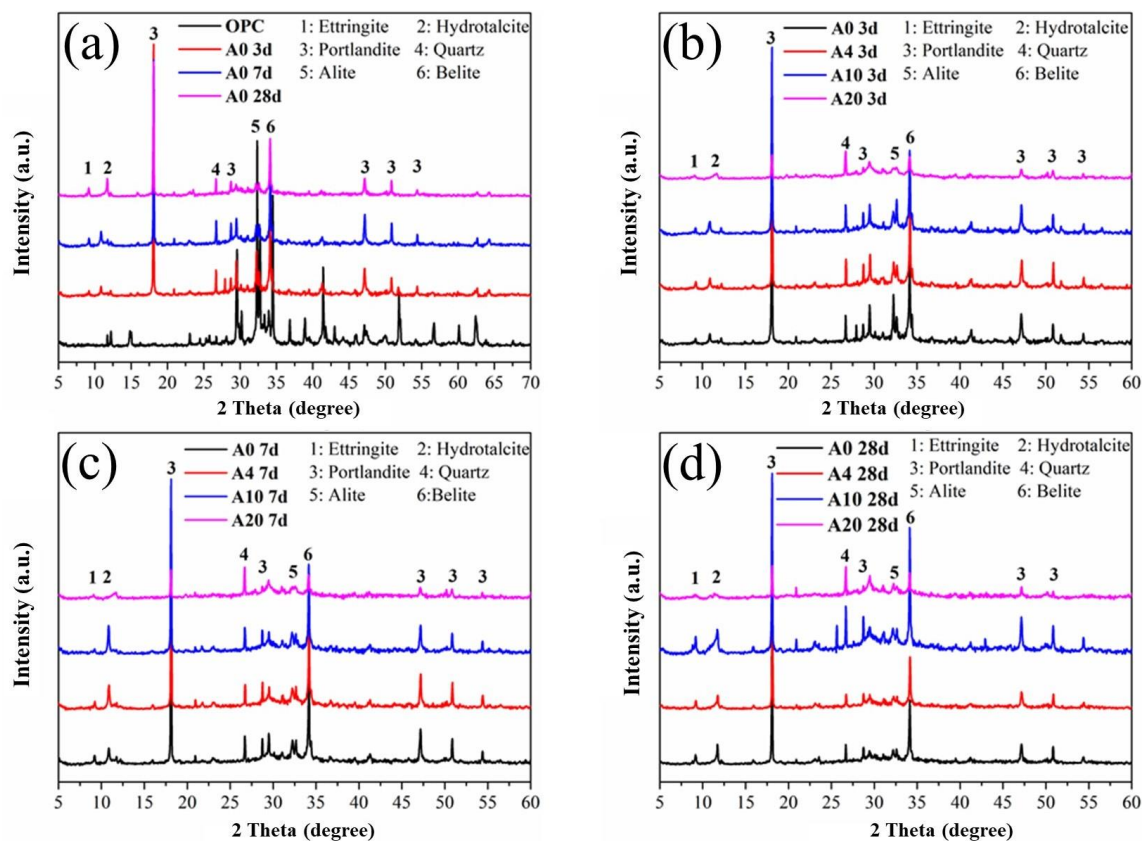 (a)
OPC 1: Ettringite 2: Hydrotalcite
A0 3d 3: Portlandite 4: Quartz
A0 7d 5: Alite 6: Belite
A0 28d
3
5
6
1 2 4 3 3 3 3
Intensity (a.u.)
5 10 15 20 25 30 35 40 45 50 55 60 65 70
2 Theta (degree)
(b)
A0 3d 1: Ettringite 2: Hydrotalcite
A4 3d 3: Portlandite 4: Quartz
A10 3d 5: Alite 6: Belite
A20 3d
3
6
1 2 4 3 5 3 3 3
Intensity (a.u.)
5 10 15 20 25 30 35 40 45 50 55 60
2 Theta (degree)
(c)
A0 7d 1: Ettringite 2: Hydrotalcite
A4 7d 3: Portlandite 4: Quartz
A10 7d 5: Alite 6:Belite
A20 7d
3
6
1 2 4 3 5 3 3 3
Intensity (a.u.)
5 10 15 20 25 30 35 40 45 50 55 60
2 Theta (degree)
(d)
A0 28d 1: Ettringite 2: Hydrotalcite
A4 28d 3: Portlandite 4: Quartz
A10 28d 5: Alite 6: Belite
A20 28d
3
6
1 2 4 3 5 3 3
Intensity (a.u.)
5 10 15 20 25 30 35 40 45 50 55 60
2 Theta (degree)